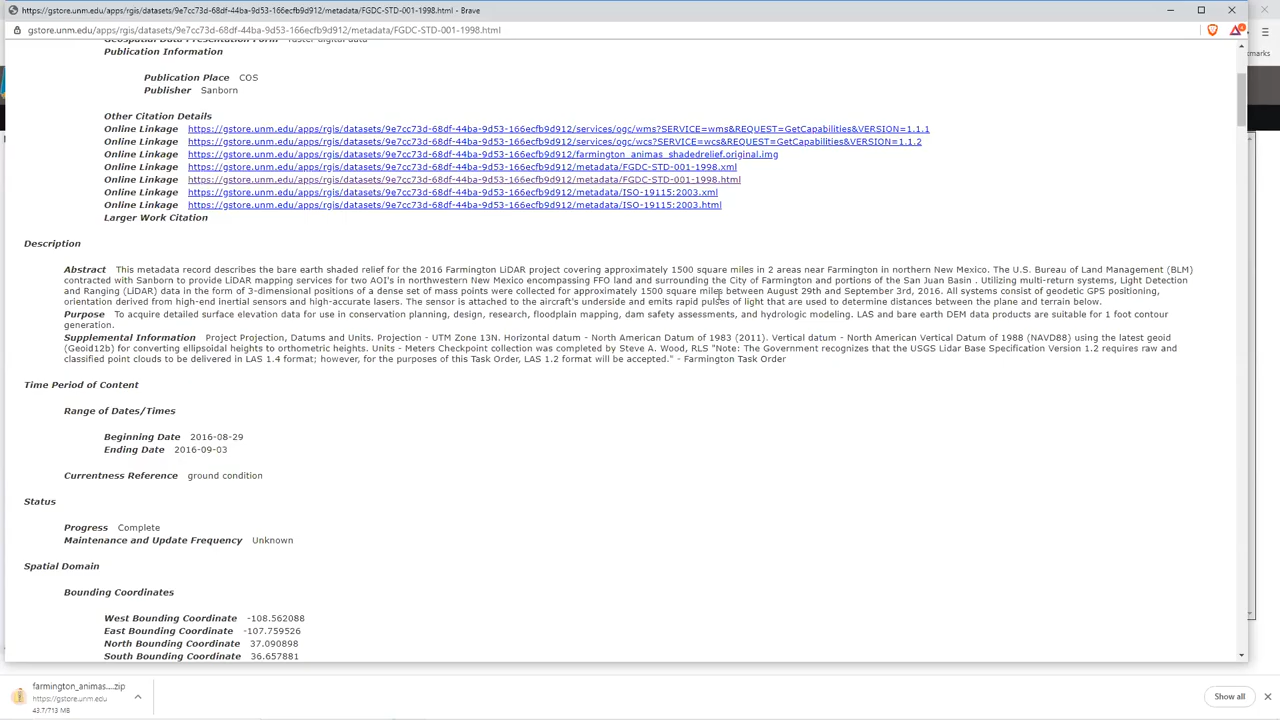 https://gstore.unm.edu/apps/rgis/datasets/9e7cc73d-68df-44ba-9d53-166ecfb9d912/metadata/FGDC-STD-001-1998.html - Brave
gstore.unm.edu/apps/rgis/datasets/9e7cc73d-68df-44ba-9d53-166ecfb9d912/metadata/FGDC-STD-001-1998.html
Geospatial Data Presentation Form raster digital data
kmarks
Publication Information
Publication Place COS
Publisher Sanborn
Other Citation Details
Online Linkage https://gstore.unm.edu/apps/rgis/datasets/9e7cc73d-68df-44ba-9d53-166ecfb9d912/services/ogc/wms?SERVICE=wms&REQUEST=GetCapabilities&VERSION=1.1.1
Online Linkage https://gstore.unm.edu/apps/rgis/datasets/9e7cc73d-68df-44ba-9d53-166ecfb9d912/services/ogc/wcs?SERVICE=wcs&REQUEST=GetCapabilities&VERSION=1.1.2
Online Linkage https://gstore.unm.edu/apps/rgis/datasets/9e7cc73d-68df-44ba-9d53-166ecfb9d912/farmington_animas_shadedrelief.original.img
Online Linkage https://gstore.unm.edu/apps/rgis/datasets/9e7cc73d-68df-44ba-9d53-166ecfb9d912/metadata/FGDC-STD-001-1998.xml
Online Linkage https://gstore.unm.edu/apps/rgis/datasets/9e7cc73d-68df-44ba-9d53-166ecfb9d912/metadata/FGDC-STD-001-1998.html
Online Linkage https://gstore.unm.edu/apps/rgis/datasets/9e7cc73d-68df-44ba-9d53-166ecfb9d912/metadata/ISO-19115:2003.xml
Online Linkage https://gstore.unm.edu/apps/rgis/datasets/9e7cc73d-68df-44ba-9d53-166ecfb9d912/metadata/ISO-19115:2003.html
Larger Work Citation
Description
Abstract This metadata record describes the bare earth shaded relief for the 2016 Farmington LiDAR project covering approximately 1500 square miles in 2 areas near Farmington in northern New Mexico. The U.S. Bureau of Land Management (BLM)
contracted with Sanborn to provide LiDAR mapping services for two AOI's in northwestern New Mexico encompassing FFO land and surrounding the City of Farmington and portions of the San Juan Basin . Utilizing multi-return systems, Light Detection
and Ranging (LiDAR) data in the form of 3-dimensional positions of a dense set of mass points were collected for approximately 1500 square miles between August 29th and September 3rd, 2016. All systems consist of geodetic GPS positioning,
orientation derived from high-end inertial sensors and high-accurate lasers. The sensor is attached to the aircraft's underside and emits rapid pulses of light that are used to determine distances between the plane and terrain below.
Purpose To acquire detailed surface elevation data for use in conservation planning, design, research, floodplain mapping, dam safety assessments, and hydrologic modeling. LAS and bare earth DEM data products are suitable for 1 foot contour
generation.
Supplemental Information Project Projection, Datums and Units. Projection - UTM Zone 13N. Horizontal datum - North American Datum of 1983 (2011). Vertical datum - North American Vertical Datum of 1988 (NAVD88) using the latest geoid
(Geoid12b) for converting ellipsoidal heights to orthometric heights. Units - Meters Checkpoint collection was completed by Steve A. Wood, RLS "Note: The Government recognizes that the USGS Lidar Base Specification Version 1.2 requires raw and
classified point clouds to be delivered in LAS 1.4 format; however, for the purposes of this Task Order, LAS 1.2 format will be accepted." - Farmington Task Order
Time Period of Content
Range of Dates/Times
Beginning Date 2016-08-29
Ending Date 2016-09-03
Currentness Reference ground condition
Status
Progress Complete
Maintenance and Update Frequency Unknown
Spatial Domain
Bounding Coordinates
West Bounding Coordinate -108.562088
East Bounding Coordinate -107.759526
North Bounding Coordinate 37.090898
South Bounding Coordinate 36.657881
farmington_animas....zip
https://gstore.unm.edu
43.7/713 MB
Show all